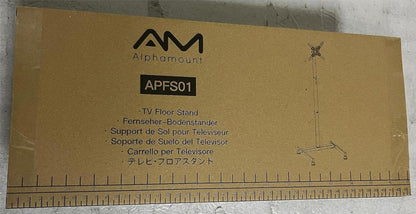 AM
Alphamount
APFS01
· TV Floor Stand
· Fernseher-Bodenständer
· Support de Sol pour Téléviseur
· Soporte de Suelo del Televisor
· Carrello per Televisore
· テレビ・フロアスタンド